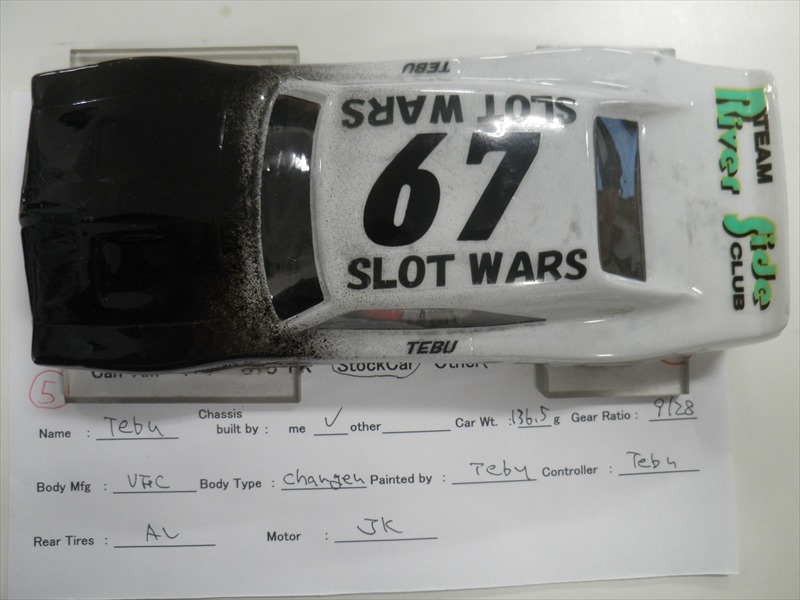 TEBU
SLOT WARS
67
SLOT WARS
TEBU
TEAM
River Side
CLUB
5
StockCar
Name : Tebu Chassis built by : me ✓ other Car Wt. : 136.5 g Gear Ratio : 9/28
Body Mfg : Body Type : Painted by : Tebu Controller : Tebu
Rear Tires : AL Motor : JK